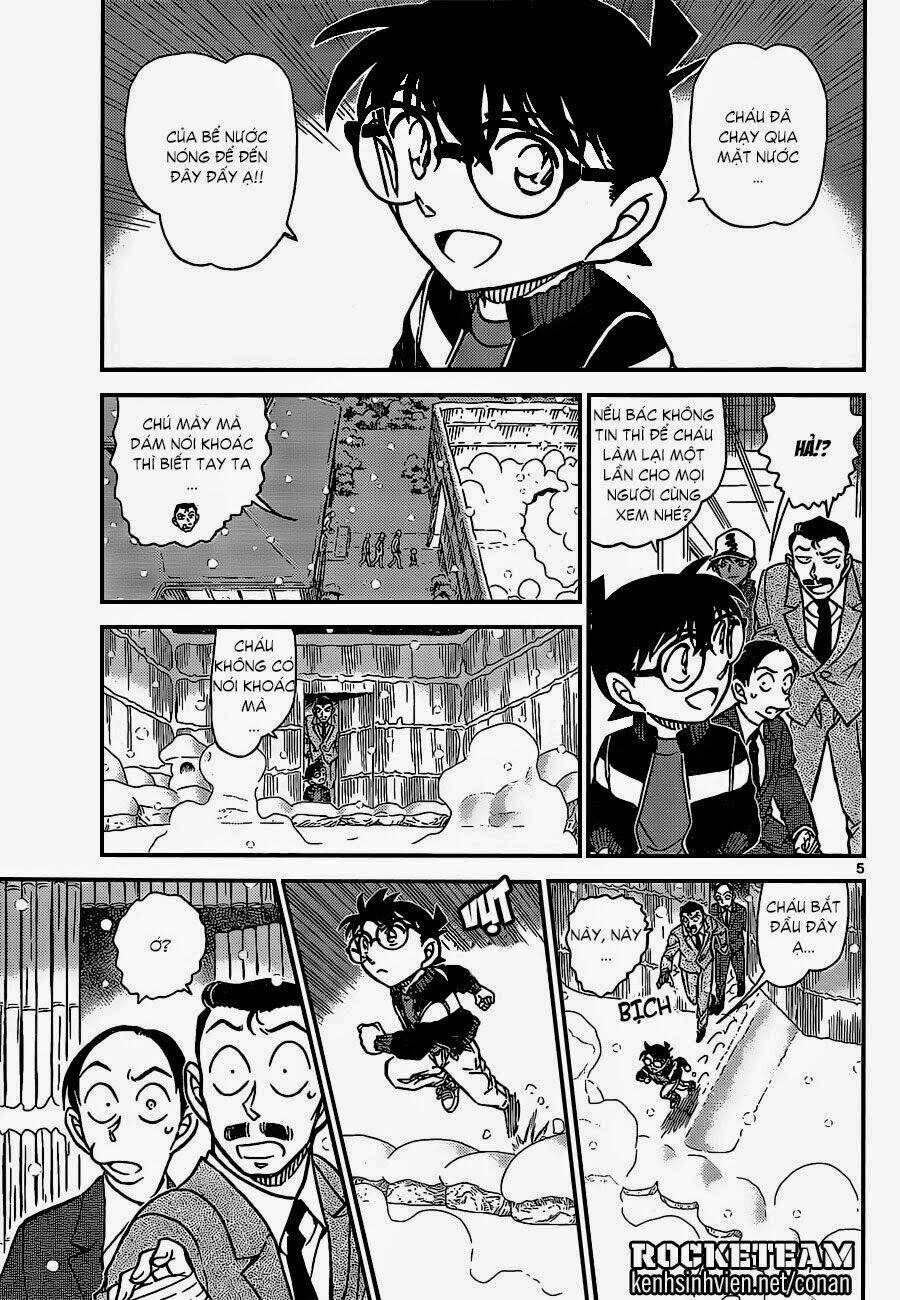 CHÁU ĐÃ
CHẠY QUA
MẶT NƯỚC
...
CỦA BỂ NƯỚC
NÓNG ĐỂ ĐẾN
ĐÂY ĐẤY Ạ!!
HẢ!?
NẾU BÁC KHÔNG
TIN THÌ ĐỂ CHÁU
LÀM LẠI MỘT
LẦN CHO MỌI
NGƯỜI CÙNG
XEM NHÉ?
CHÚ MÀY MÀ
DÁM NÓI KHOÁC
THÌ BIẾT TAY TA
...
CHÁU
KHÔNG CÓ
NÓI KHOÁC
MÀ
...
5
CHÁU BẮT
ĐẦU ĐÂY
Ạ...
NÀY, NÀY
...
BỊCH
VỤT
Ớ?
ROCKETEAM
kenhsinhvien.net/conan